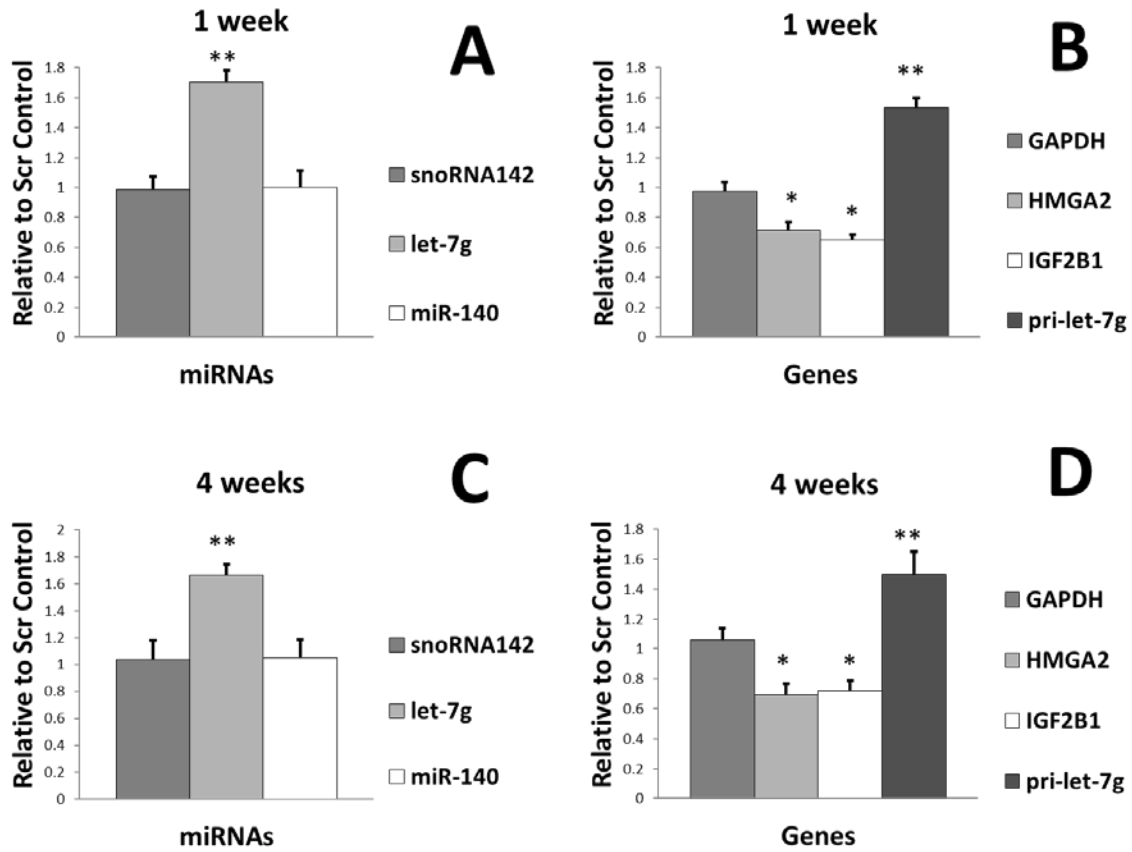 1 week
A
Relative to Scr Control
1.8
1.6
1.4
1.2
1
0.8
0.6
0.4
0.2
0
**
miRNAs
snoRNA142
let-7g
miR-140
1 week
B
Relative to Scr Control
1.8
1.6
1.4
1.2
1
0.8
0.6
0.4
0.2
0
*
*
**
Genes
GAPDH
HMGA2
IGF2B1
pri-let-7g
4 weeks
C
Relative to Scr Control
2
1.8
1.6
1.4
1.2
1
0.8
0.6
0.4
0.2
0
**
miRNAs
snoRNA142
let-7g
miR-140
4 weeks
D
Relative to Scr Control
1.8
1.6
1.4
1.2
1
0.8
0.6
0.4
0.2
0
*
*
**
Genes
GAPDH
HMGA2
IGF2B1
pri-let-7g